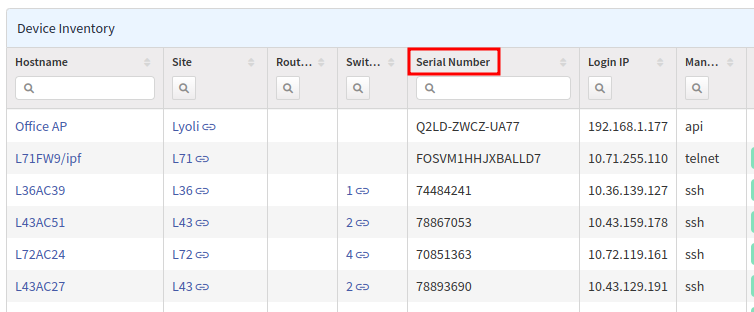 Device Inventory
Hostname Site Rout... Swit... Serial Number Login IP Man...
Office AP Lyoli Q2LD-ZWCZ-UA77 192.168.1.177 api
L71FW9/ipf L71 FOSVM1HHJXBALLD7 10.71.255.110 telnet
L36AC39 L36 1 74484241 10.36.139.127 ssh
L43AC51 L43 2 78867053 10.43.159.178 ssh
L72AC24 L72 4 70851363 10.72.119.161 ssh
L43AC27 L43 2 78893690 10.43.129.191 ssh